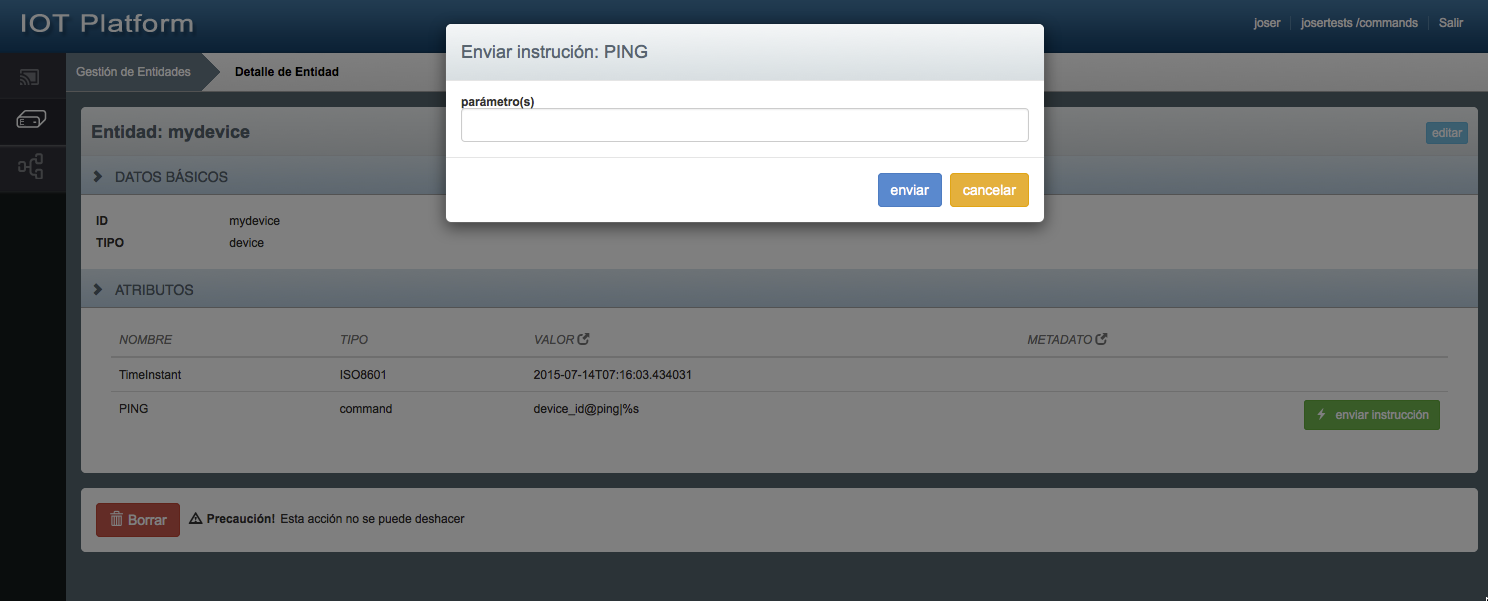 IOT Platform
joser josertests /commands Salir
Enviar instrución: PING
Gestión de Entidades Detalle de Entidad
parámetro(s)
Entidad: mydevice editar
DATOS BÁSICOS
enviar cancelar
ID mydevice
TIPO device
ATRIBUTOS
NOMBRE TIPO VALOR METADATO
TimeInstant ISO8601 2015-07-14T07:16:03.434031
PING command device_id@ping|%s enviar instrucción
Borrar Precaución! Esta acción no se puede deshacer